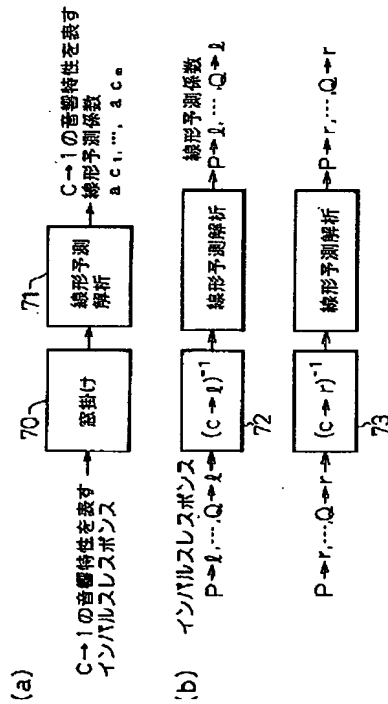 (a)
C→1の音響特性を表す
インパルスレスポンス
70
窓掛け
71
線形予測
解析
C→1の音響特性を表す
線形予測係数
ac₁,…, acₘ
(b)
インパルスレスポンス
P→ℓ,…,Q→ℓ
(c→ℓ)⁻¹
72
線形予測解析
線形予測係数
P→ℓ,…,Q→ℓ
P→r,…,Q→r
(c→r)⁻¹
73
線形予測解析
P→r,…,Q→r